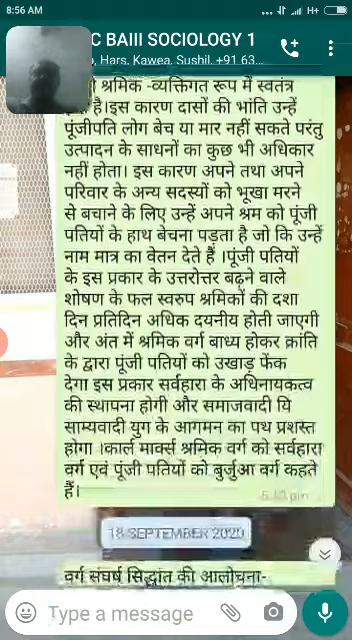 8:56 AM
H+
C BAIII SOCIOLOGY 1
, Hars, Kawea, Sushil, +91 63...
श्रमिक -व्यक्तिगत रूप में स्वतंत्र
है।इस कारण दासों की भांति उन्हें
पूंजीपति लोग बेच या मार नहीं सकते परंतु
उत्पादन के साधनों का कुछ भी अधिकार
नहीं होता। इस कारण अपने तथा अपने
परिवार के अन्य सदस्यों को भूखा मरने
से बचाने के लिए उन्हें अपने श्रम को पूंजी
पतियों के हाथ बेचना पड़ता है जो कि उन्हें
नाम मात्र का वेतन देते हैं ।पूंजी पतियों
के इस प्रकार के उत्तरोत्तर बढ़ने वाले
शोषण के फल स्वरुप श्रमिकों की दशा
दिन प्रतिदिन अधिक दयनीय होती जाएगी
और अंत में श्रमिक वर्ग बाध्य होकर क्रांति
के द्वारा पूंजी पतियों को उखाड़ फेंक
देगा इस प्रकार सर्वहारा के अधिनायकत्व
की स्थापना होगी और समाजवादी यि
साम्यवादी युग के आगमन का पथ प्रशस्त
होगा ।कार्ल मार्क्स श्रमिक वर्ग को सर्वहारा
वर्ग एवं पूंजी पतियों को बुर्जुआ वर्ग कहते
हैं।
18 SEPTEMBER 2020
वर्ग संघर्ष सिद्धांत की आलोचना-
Type a message